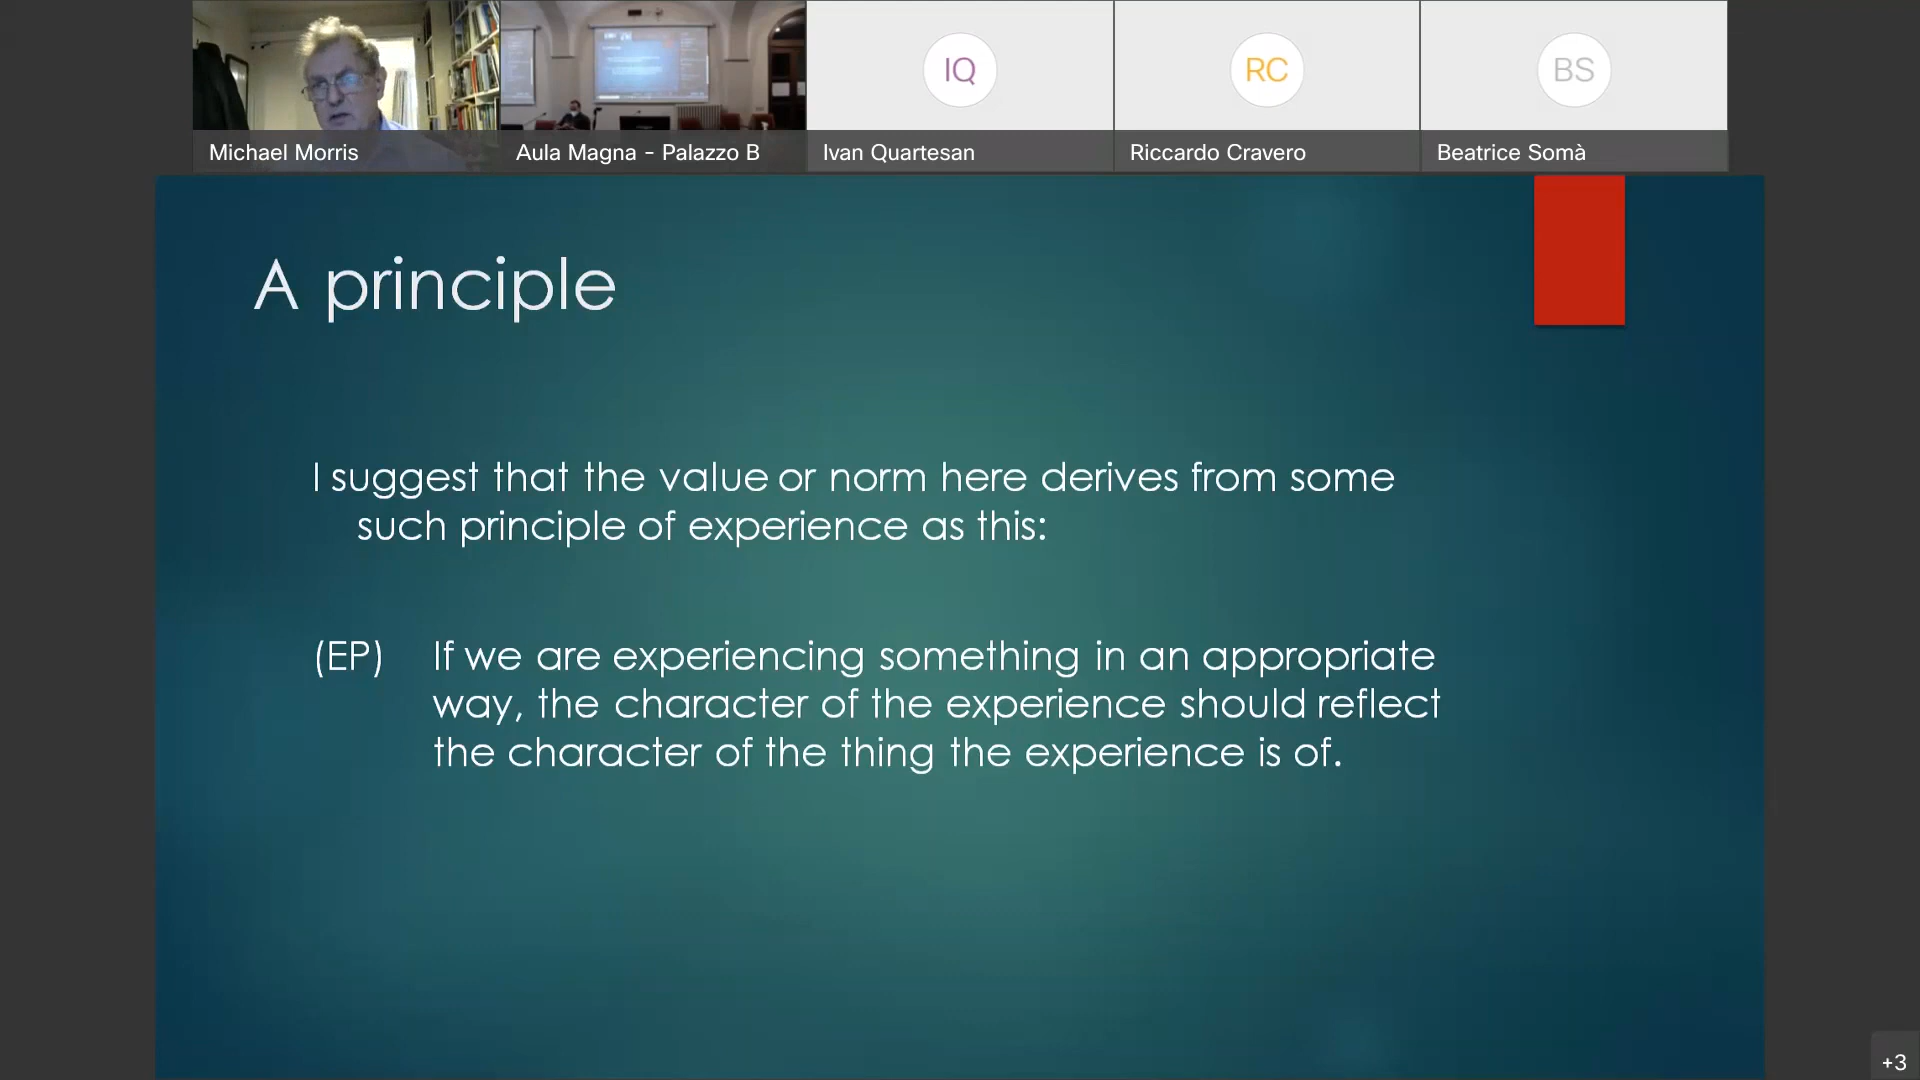 IQ
RC
BS
Michael Morris
Aula Magna - Palazzo B
Ivan Quartesan
Riccardo Cravero
Beatrice Somà
A principle
I suggest that the value or norm here derives from some
such principle of experience as this:
(EP) If we are experiencing something in an appropriate
way, the character of the experience should reflect
the character of the thing the experience is of.
+3